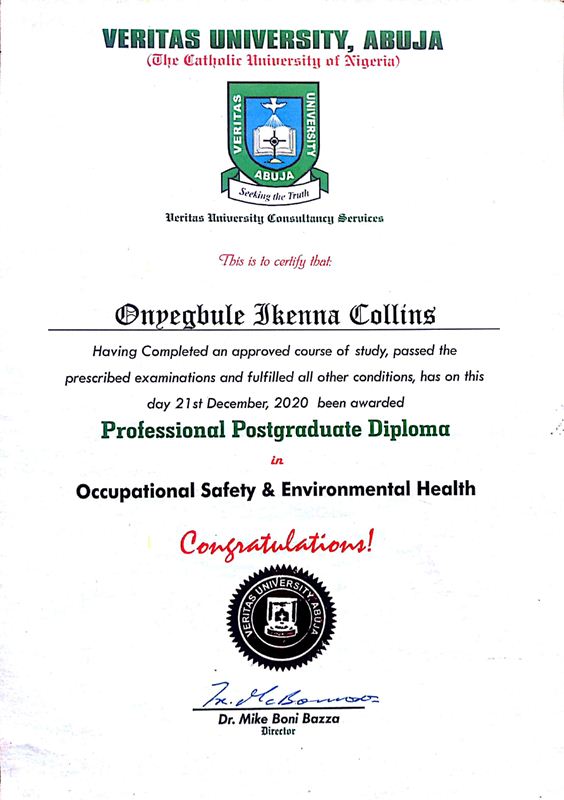 VERITAS UNIVERSITY, ABUJA
(The Catholic University of Nigeria)
VERITAS UNIVERSITY
ABUJA
Seeking the Truth
Veritas University Consultancy Services
This is to certify that:
Onyegbule Ikenna Collins
Having Completed an approved course of study, passed the
prescribed examinations and fulfilled all other conditions, has on this
day 21st December, 2020 been awarded
Professional Postgraduate Diploma
in
Occupational Safety & Environmental Health
Congratulations!
VERITAS UNIVERSITY, ABUJA
Dr. Mike Boni Bazza
Director